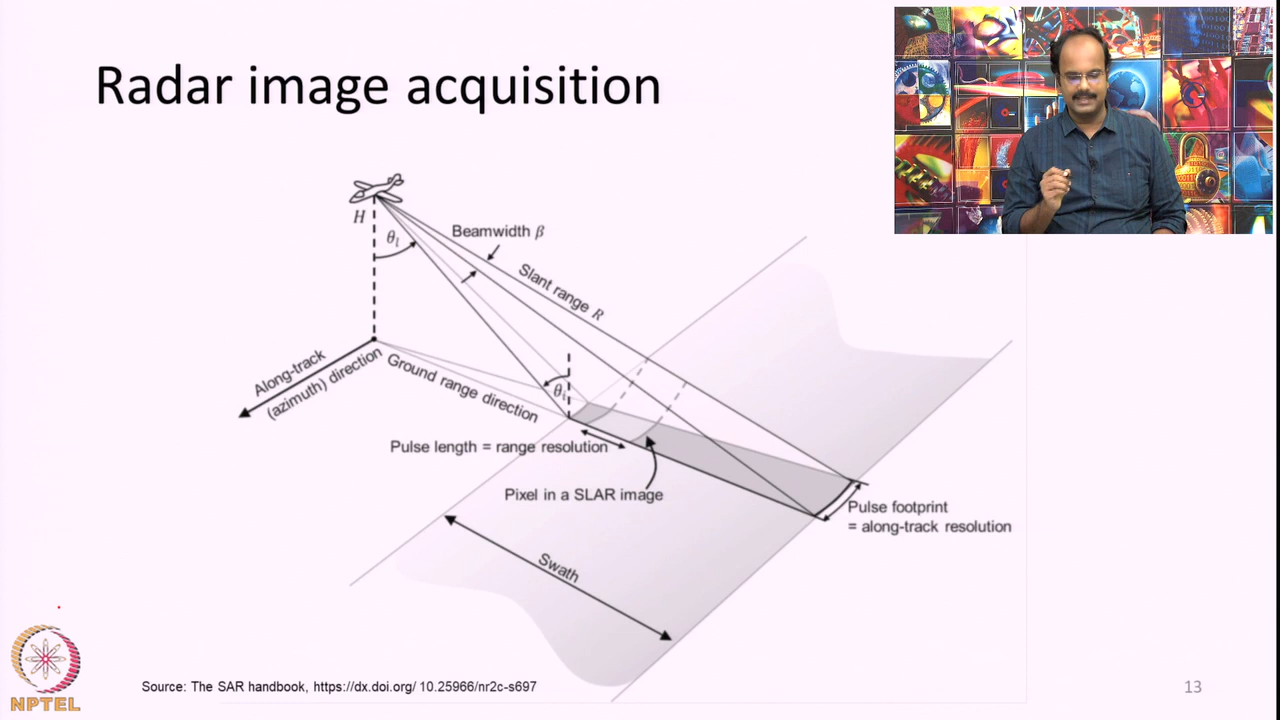 Radar image acquisition
H
θl
Beamwidth β
Slant range R
Along-track
(azimuth) direction
Ground range direction
θi
Pulse length = range resolution
Pixel in a SLAR image
Pulse footprint
= along-track resolution
Swath
NPTEL
Source: The SAR handbook, https://dx.doi.org/ 10.25966/nr2c-s697
13